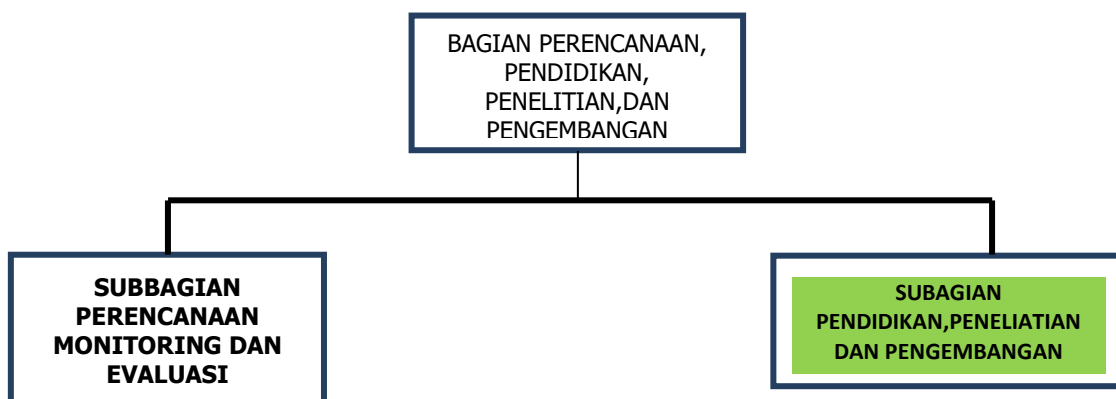 BAGIAN PERENCANAAN,
PENDIDIKAN,
PENELITIAN,DAN
PENGEMBANGAN
SUBBAGIAN
PERENCANAAN
MONITORING DAN
EVALUASI
SUBAGIAN
PENDIDIKAN,PENELIATIAN
DAN PENGEMBANGAN